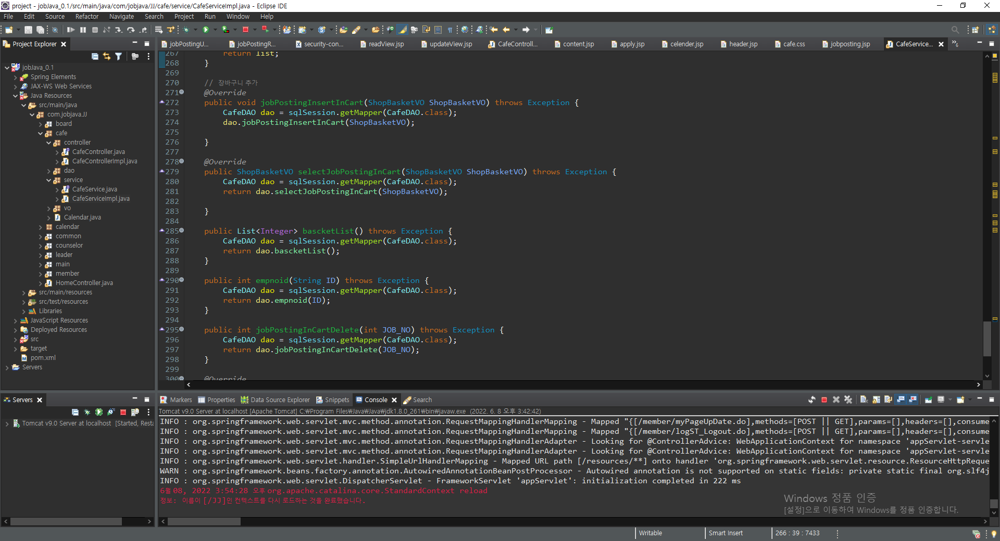 project - jobJava_0.1/src/main/java/com/jobjava/JJ/cafe/service/CafeServiceImpl.java - Eclipse IDE
File Edit Source Refactor Navigate Search Project Run Window Help
Project Explorer
jobPostingU...
jobPostingR...
security-con...
readView.jsp
updateView.jsp
CafeControll...
content.jsp
apply.jsp
celender.jsp
header.jsp
cafe.css
jobposting.jsp
CafeService...
6
jobJava_0.1
Spring Elements
JAX-WS Web Services
Java Resources
src/main/java
com.jobjava.JJ
board
cafe
controller
CafeController.java
CafeControllerImpl.java
dao
service
CafeService.java
CafeServiceImpl.java
vo
Calendar.java
calendar
common
counselor
leader
main
member
HomeController.java
src/main/resources
src/test/resources
Libraries
JavaScript Resources
Deployed Resources
src
target
pom.xml
Servers
267 return list;
268 }
269
270 // 장바구니 추가
271 @Override
272 public void jobPostingInsertInCart(ShopBasketVO ShopBasketVO) throws Exception {
273 CafeDAO dao = sqlSession.getMapper(CafeDAO.class);
274 dao.jobPostingInsertInCart(ShopBasketVO);
275
276 }
277
278 @Override
279 public ShopBasketVO selectJobPostingInCart(ShopBasketVO ShopBasketVO) throws Exception {
280 CafeDAO dao = sqlSession.getMapper(CafeDAO.class);
281 return dao.selectJobPostingInCart(ShopBasketVO);
282
283 }
284
285 public List<Integer> bascketList() throws Exception {
286 CafeDAO dao = sqlSession.getMapper(CafeDAO.class);
287 return dao.bascketList();
288 }
289
290 public int empnoid(String ID) throws Exception {
291 CafeDAO dao = sqlSession.getMapper(CafeDAO.class);
292 return dao.empnoid(ID);
293 }
294
295 public int jobPostingInCartDelete(int JOB_NO) throws Exception {
296 CafeDAO dao = sqlSession.getMapper(CafeDAO.class);
297 return dao.jobPostingInCartDelete(JOB_NO);
298 }
299
300 @Override
Servers
Tomcat v9.0 Server at localhost [Started, Resta
Markers Properties Data Source Explorer Snippets Console Search
Tomcat v9.0 Server at localhost [Apache Tomcat] C:₩Program Files₩Java₩Java₩jdk1.8.0_261₩bin₩javaw.exe (2022. 6. 8 오후 3:42:42)
INFO : org.springframework.web.servlet.mvc.method.annotation.RequestMappingHandlerMapping - Mapped "{[/member/myPageUpDate.do],methods=[POST || GET],params=[],headers=[],consume
INFO : org.springframework.web.servlet.mvc.method.annotation.RequestMappingHandlerMapping - Mapped "{[/member/logST_Logout.do],methods=[POST || GET],params=[],headers=[],consume
INFO : org.springframework.web.servlet.mvc.method.annotation.RequestMappingHandlerAdapter - Looking for @ControllerAdvice: WebApplicationContext for namespace 'appServlet-servle
INFO : org.springframework.web.servlet.mvc.method.annotation.RequestMappingHandlerAdapter - Looking for @ControllerAdvice: WebApplicationContext for namespace 'appServlet-servle
INFO : org.springframework.web.servlet.handler.SimpleUrlHandlerMapping - Mapped URL path [/resources/**] onto handler 'org.springframework.web.servlet.resource.ResourceHttpReque
WARN : org.springframework.beans.factory.annotation.AutowiredAnnotationBeanPostProcessor - Autowired annotation is not supported on static fields: private static final org.slf4j
INFO : org.springframework.web.servlet.DispatcherServlet - FrameworkServlet 'appServlet': initialization completed in 222 ms
6월 08, 2022 3:54:28 오후 org.apache.catalina.core.StandardContext reload
정보: 이름이 [/JJ]인 컨텍스트를 다시 로드하는 것을 완료했습니다.
Windows 정품 인증
[설정]으로 이동하여 Windows를 정품 인증합니다.
Writable Smart Insert 266 : 39 : 7433